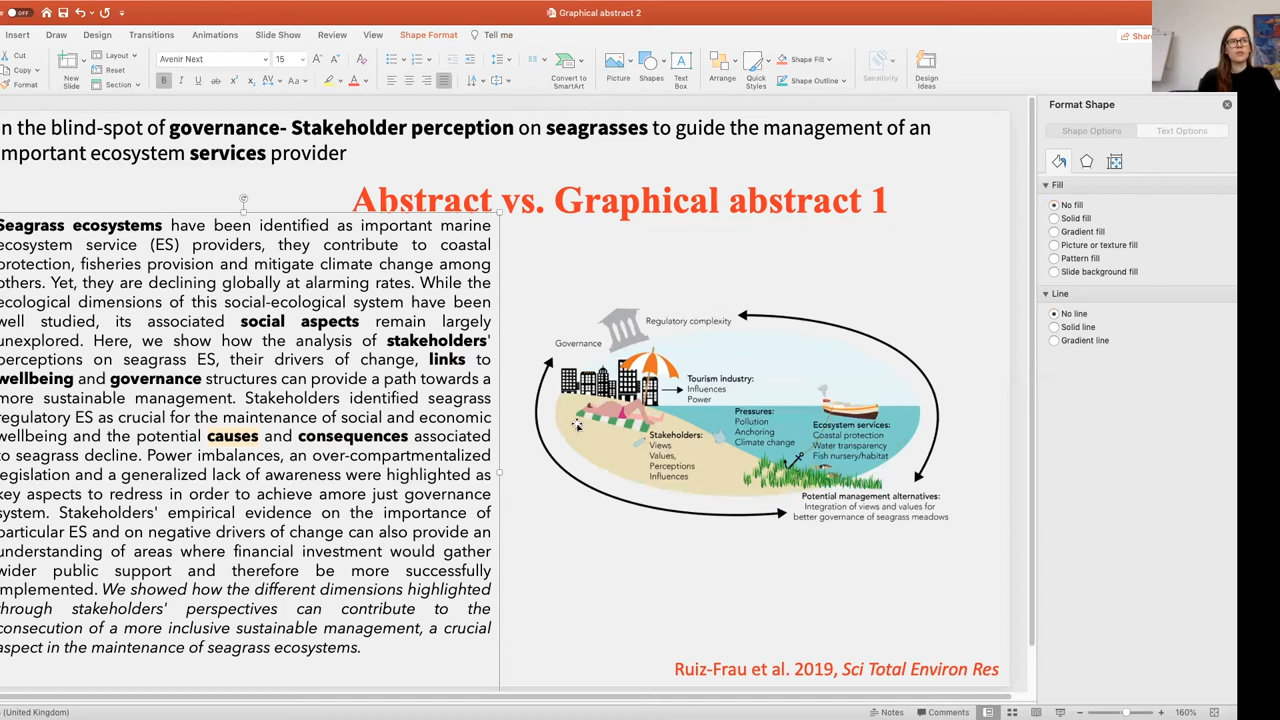 OFF
Graphical abstract 2
Insert Draw Design Transitions Animations Slide Show Review View Shape Format Tell me
Share
Cut
Copy
Format
New
Slide
Layout
Reset
Section
Avenir Next 15
Convert to
SmartArt
Picture
Shapes
Text
Box
Arrange
Quick
Styles
Shape Fill
Shape Outline
Sensitivity
Design
Ideas
n the blind-spot of governance- Stakeholder perception on seagrasses to guide the management of an
mportant ecosystem services provider
Abstract vs. Graphical abstract 1
Seagrass ecosystems have been identified as important marine
ecosystem service (ES) providers, they contribute to coastal
protection, fisheries provision and mitigate climate change among
others. Yet, they are declining globally at alarming rates. While the
ecological dimensions of this social-ecological system have been
well studied, its associated social aspects remain largely
unexplored. Here, we show how the analysis of stakeholders'
perceptions on seagrass ES, their drivers of change, links to
wellbeing and governance structures can provide a path towards a
more sustainable management. Stakeholders identified seagrass
regulatory ES as crucial for the maintenance of social and economic
wellbeing and the potential causes and consequences associated
to seagrass decline. Power imbalances, an over-compartmentalized
legislation and a generalized lack of awareness were highlighted as
key aspects to redress in order to achieve amore just governance
system. Stakeholders' empirical evidence on the importance of
particular ES and on negative drivers of change can also provide an
understanding of areas where financial investment would gather
wider public support and therefore be more successfully
implemented. We showed how the different dimensions highlighted
through stakeholders' perspectives can contribute to the
consecution of a more inclusive sustainable management, a crucial
aspect in the maintenance of seagrass ecosystems.
Regulatory complexity
Governance
Tourism industry:
Influences
Power
Pressures:
Pollution
Anchoring
Climate change
Ecosystem services:
Coastal protection
Water transparency
Fish nursery/habitat
Stakeholders:
Views
Values,
Perceptions
Influences
Potential management alternatives:
Integration of views and values for
better governance of seagrass meadows
Ruiz-Frau et al. 2019, Sci Total Environ Res
Format Shape
Shape Options Text Options
Fill
No fill
Solid fill
Gradient fill
Picture or texture fill
Pattern fill
Slide background fill
Line
No line
Solid line
Gradient line
(United Kingdom)
Notes Comments 160%